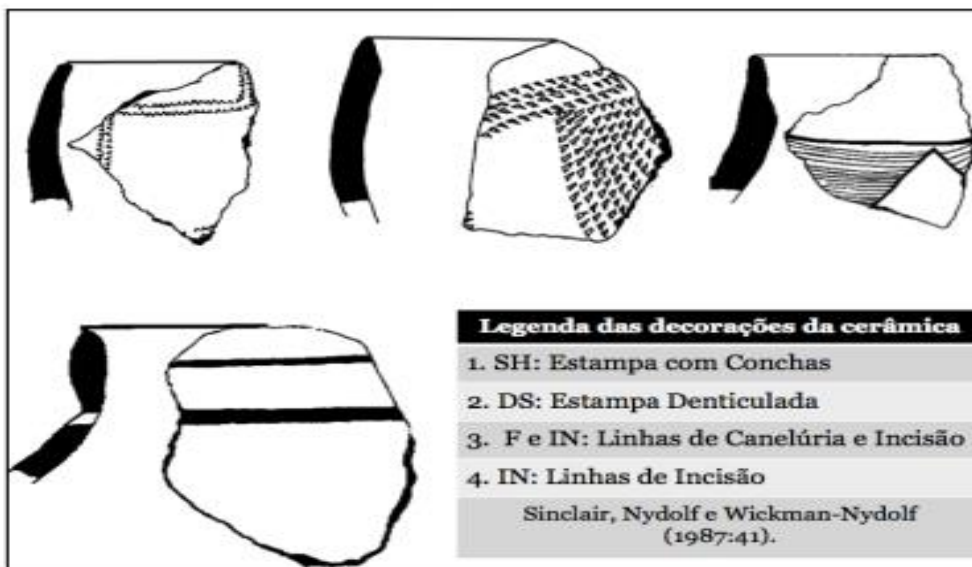 Legenda das decorações da cerâmica
1. SH: Estampa com Conchas
2. DS: Estampa Denticulada
3. F e IN: Linhas de Canelúria e Incisão
4. IN: Linhas de Incisão
Sinclair, Nydolf e Wickman-Nydolf
(1987:41).